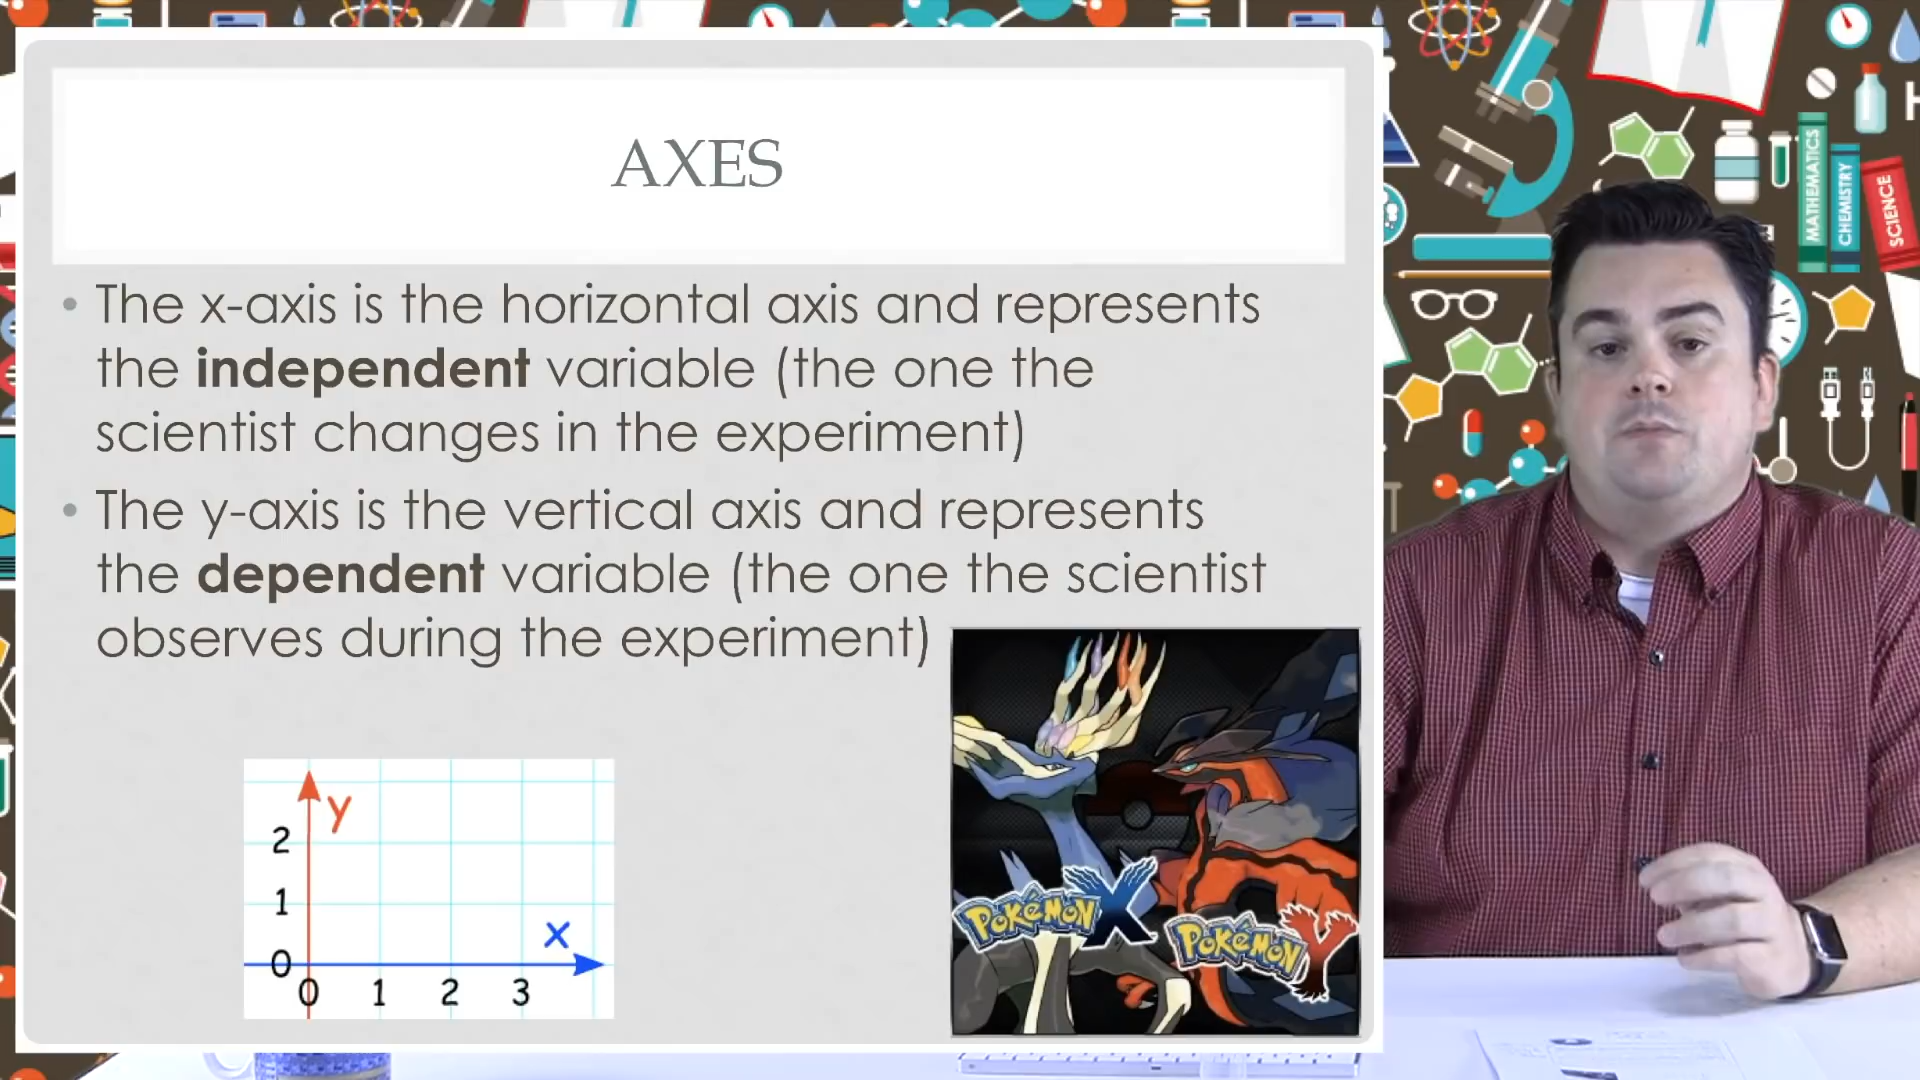 AXES
• The x-axis is the horizontal axis and represents
the independent variable (the one the
scientist changes in the experiment)
• The y-axis is the vertical axis and represents
the dependent variable (the one the scientist
observes during the experiment)
y
2
1
x
0
0 1 2 3
POKÉMON X
POKÉMON Y
MATHEMATICS
CHEMISTRY
SCIENCE
H